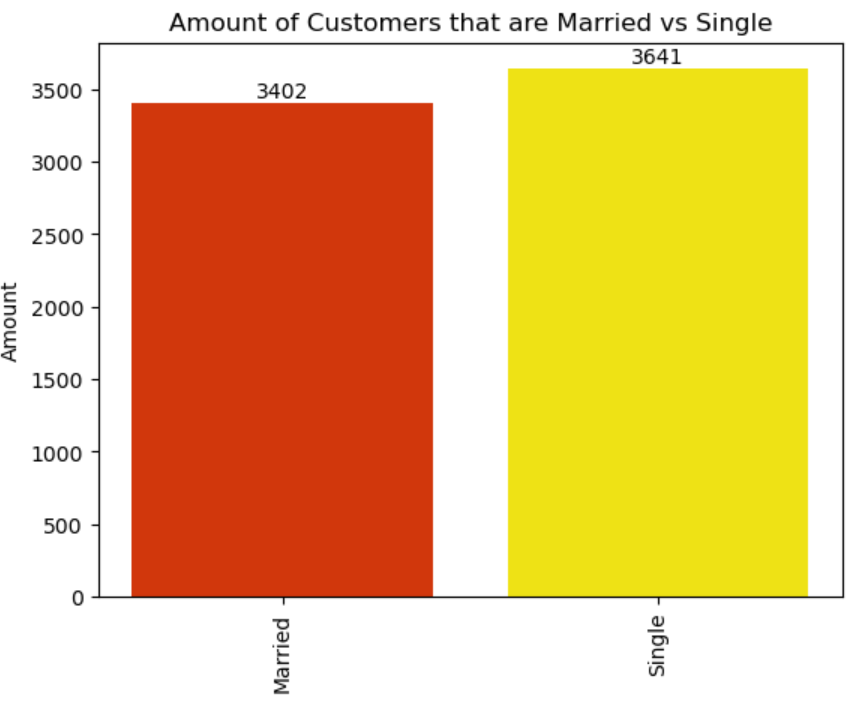 Amount of Customers that are Married vs Single
3402
3641
3500
3000
2500
2000
1500
1000
500
0
Amount
Married
Single